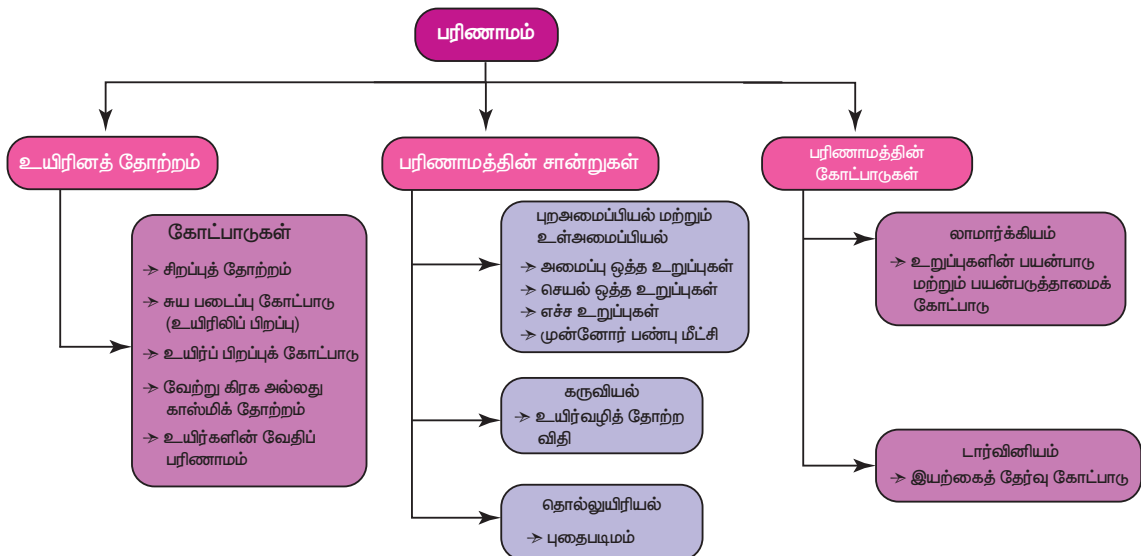 பரிணாமம்
உயிரினத் தோற்றம்
கோட்பாடுகள்
சிறப்புத் தோற்றம்
சுய படைப்பு கோட்பாடு
(உயிரிலிப் பிறப்பு)
உயிர்ப் பிறப்புக் கோட்பாடு
வேற்று கிரக அல்லது
காஸ்மிக் தோற்றம்
உயிர்களின் வேதிப்
பரிணாமம்
பரிணாமத்தின் சான்றுகள்
புறஅமைப்பியல் மற்றும்
உள்அமைப்பியல்
அமைப்பு ஒத்த உறுப்புகள்
செயல் ஒத்த உறுப்புகள்
எச்ச உறுப்புகள்
முன்னோர் பண்பு மீட்சி
கருவியல்
உயிர்வழித் தோற்ற
விதி
தொல்லுயிரியல்
புதைபடிமம்
பரிணாமத்தின்
கோட்பாடுகள்
லாமார்க்கியம்
உறுப்புகளின் பயன்பாடு
மற்றும் பயன்படுத்தாமைக்
கோட்பாடு
டார்வினியம்
இயற்கைத் தேர்வு கோட்பாடு